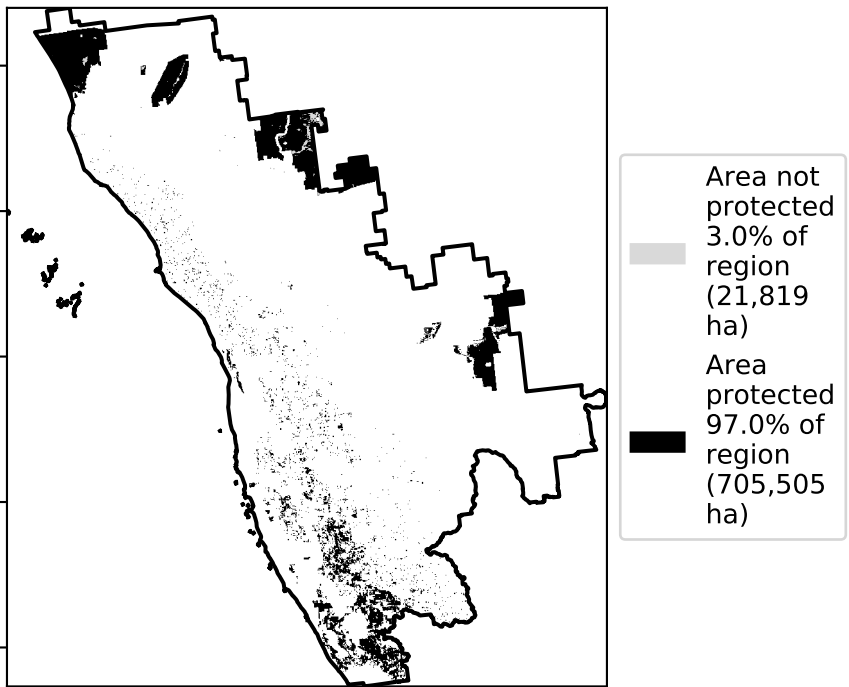 Area not
protected
3.0% of
region
(21,819
ha)
Area
protected
97.0% of
region
(705,505
ha)